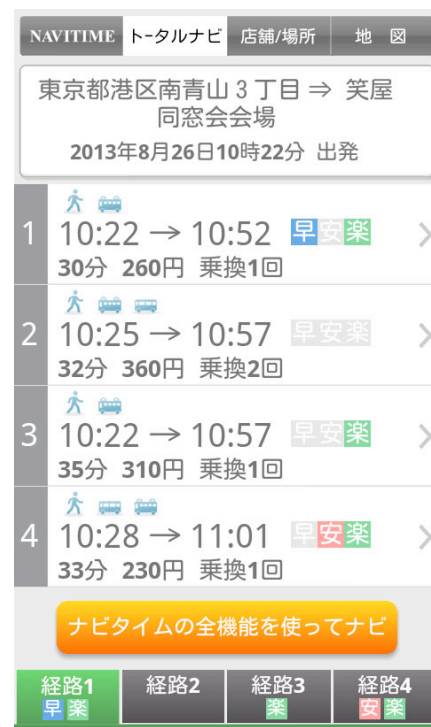 NAVITIME トータルナビ 店舗/場所 地 図
東京都港区南青山3丁目⇒ 笑屋
同窓会会場
2013年8月26日10時22分 出発
1 10:22 → 10:52 早安楽
30分 260円 乗換1回
2 10:25 → 10:57 早安楽
32分 360円 乗換2回
3 10:22 → 10:57 早安楽
35分 310円 乗換1回
4 10:28 → 11:01 早安楽
33分 230円 乗換1回
ナビタイムの全機能を使ってナビ
経路1 経路2 経路3 経路4
早楽 楽 安楽